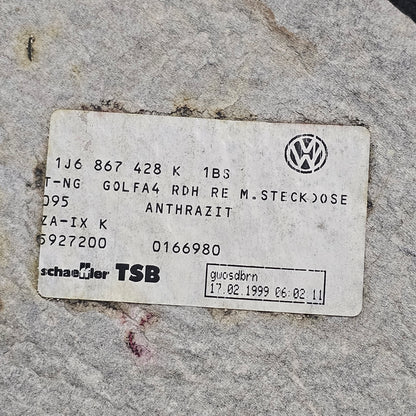 1J6 867 428 K 1BS
T-NG GOLFA4 RDH RE M.STECKDOSE
095 ANTHRAZIT
ZA-IX K
5927200 0166980
schaeffler TSB
guosdbrn
17.02.1999 06:02 11